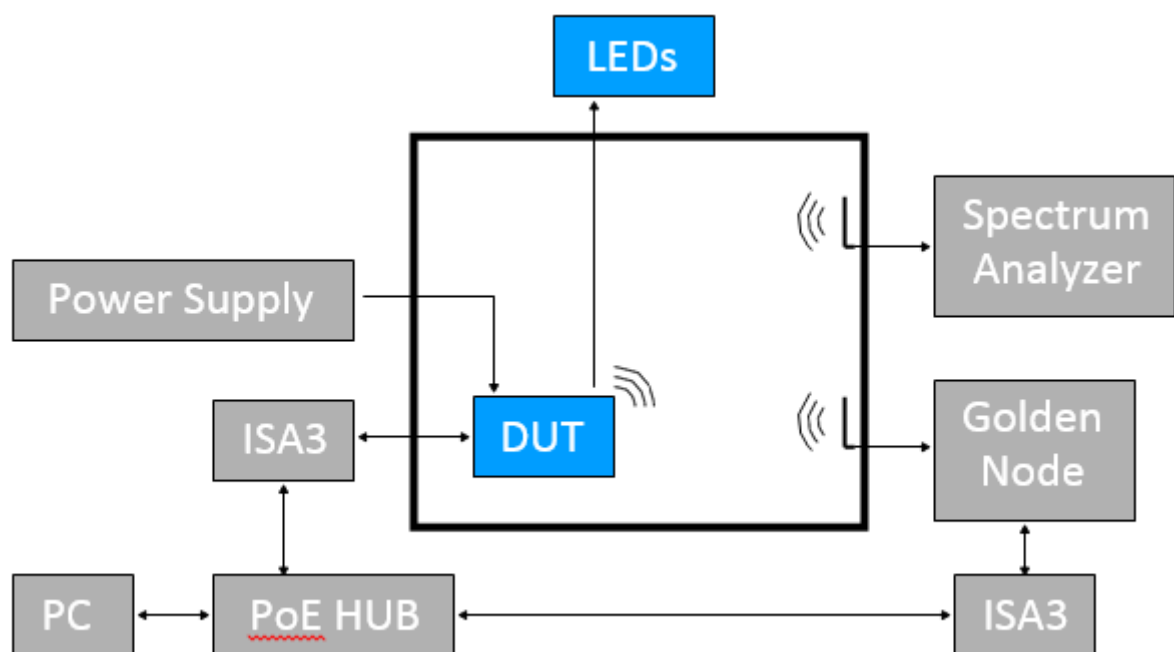 LEDs
Spectrum
Analyzer
Power Supply
Golden
Node
ISA3
DUT
PC
PoE HUB
ISA3